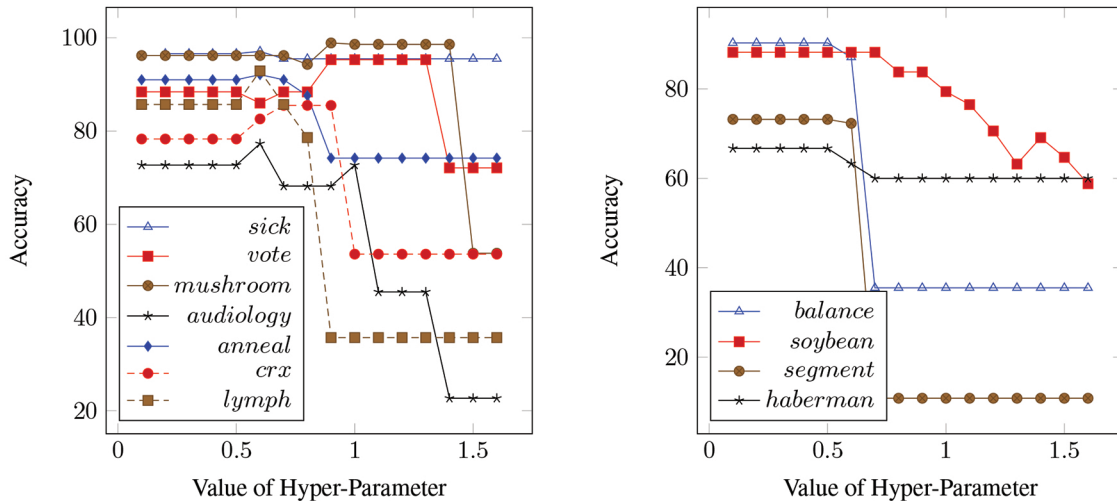 100
80
60
40
20
Accuracy
sick
vote
mushroom
audiology
anneal
crx
lymph
0
0.5
1
1.5
Value of Hyper-Parameter
80
60
40
20
Accuracy
balance
soybean
segment
haberman
0
0.5
1
1.5
Value of Hyper-Parameter